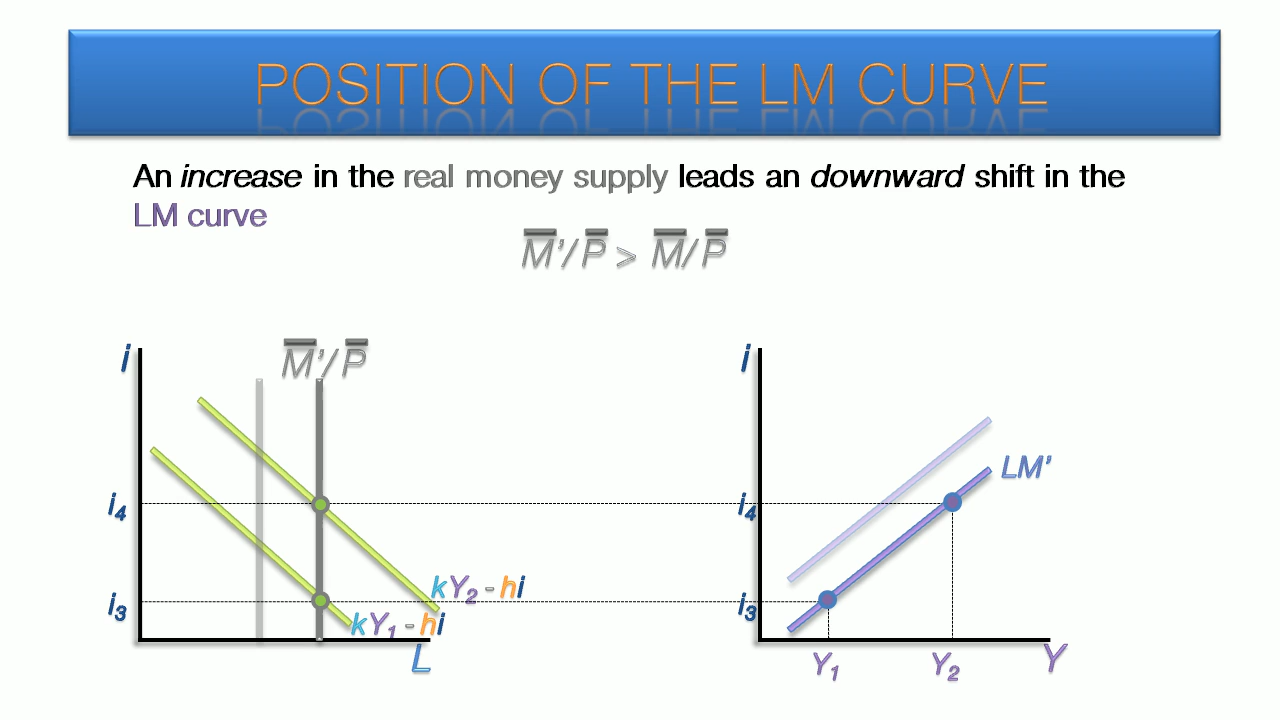 POSITION OF THE LM CURVE
An increase in the real money supply leads an downward shift in the
LM curve
M̅'/P̅ > M̅/P̅
i
M̅'/P̅
i₄
i₃
kY₂ - hi
kY₁ - hi
L
i
LM'
i₄
i₃
Y₁
Y₂
Y